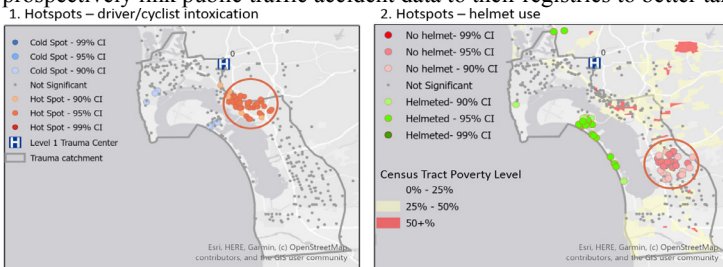 prospectively link public traffic accident data to their registries to better ta
1. Hotspots – driver/cyclist intoxication
Cold Spot - 99% CI
Cold Spot - 95% CI
Cold Spot - 90% CI
Not Significant
Hot Spot - 90% CI
Hot Spot - 95% CI
Hot Spot - 99% CI
H Level 1 Trauma Center
Trauma catchment
0
H
Esri, HERE, Garmin, (c) OpenStreetMap
contributors, and the GIS user community
2. Hotspots – helmet use
No helmet- 99% CI
No helmet - 95% CI
No helmet - 90% CI
Not Significant
Helmeted- 90% CI
Helmeted - 95% CI
Helmeted- 99% CI
Census Tract Poverty Level
0% - 25%
25% - 50%
50+%
0
H
Esri, HERE, Garmin, (c) OpenStreetMap
contributors, and the GIS user community